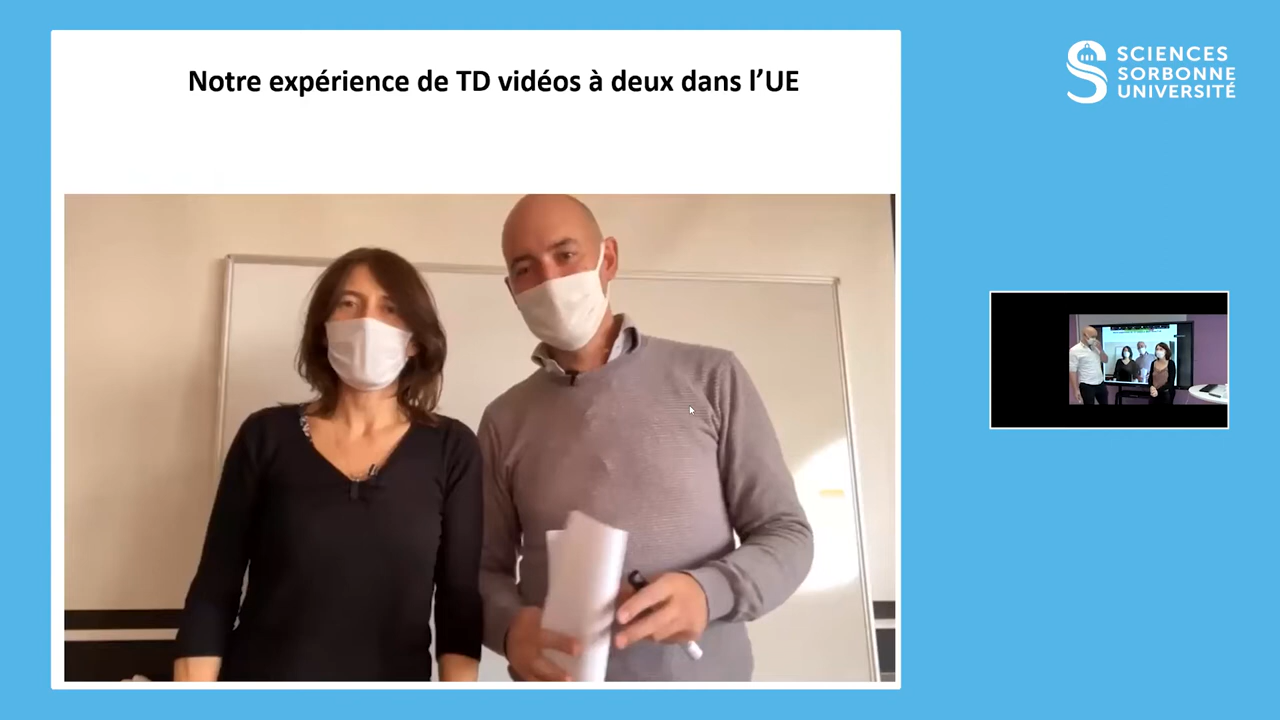 Notre expérience de TD vidéos à deux dans l'UE
SCIENCES
SORBONNE
UNIVERSITÉ